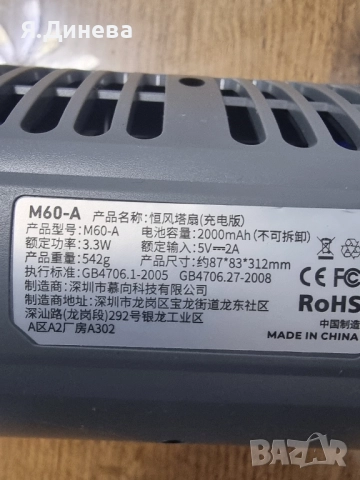 Я.Динева
M60-A 产品名称:恒风塔扇(充电版)
产品型号:M60-A 电池容量:2000mAh(不可拆卸)
额定功率:3.3W 额定输入:5V⎓2A
产品质量:542g 产品尺寸:约87*83*312mm
执行标准:GB4706.1-2005 GB4706.27-2008
制造商:深圳市慕向科技有限公司
制造商地址:深圳市龙岗区宝龙街道龙东社区
深汕路(龙岗段)292号银龙工业区
A区A2厂房A302
CE FC
RoHS
中国制造
MADE IN CHINA
BAZAR
bg